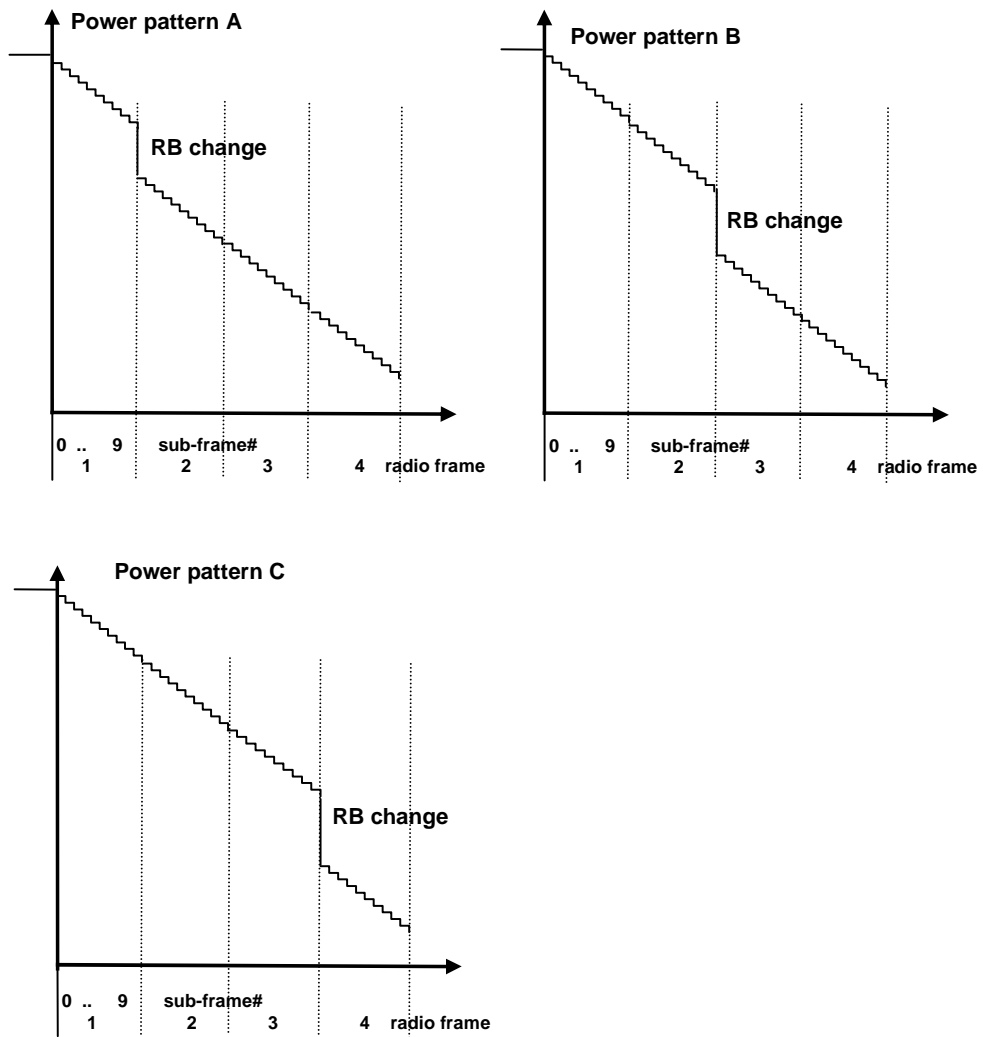 Power pattern A
RB change
0 .. 9 sub-frame#
1 2 3 4 radio frame
Power pattern B
RB change
0 .. 9 sub-frame#
1 2 3 4 radio frame
Power pattern C
RB change
0 .. 9 sub-frame#
1 2 3 4 radio frame